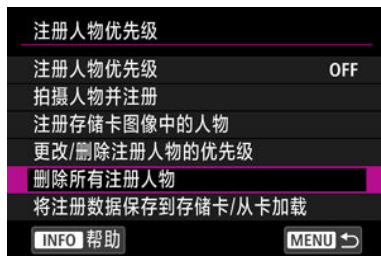 注册人物优先级
注册人物优先级 OFF
拍摄人物并注册
注册存储卡图像中的人物
更改/删除注册人物的优先级
删除所有注册人物
将注册数据保存到存储卡/从卡加载
INFO 帮助 MENU